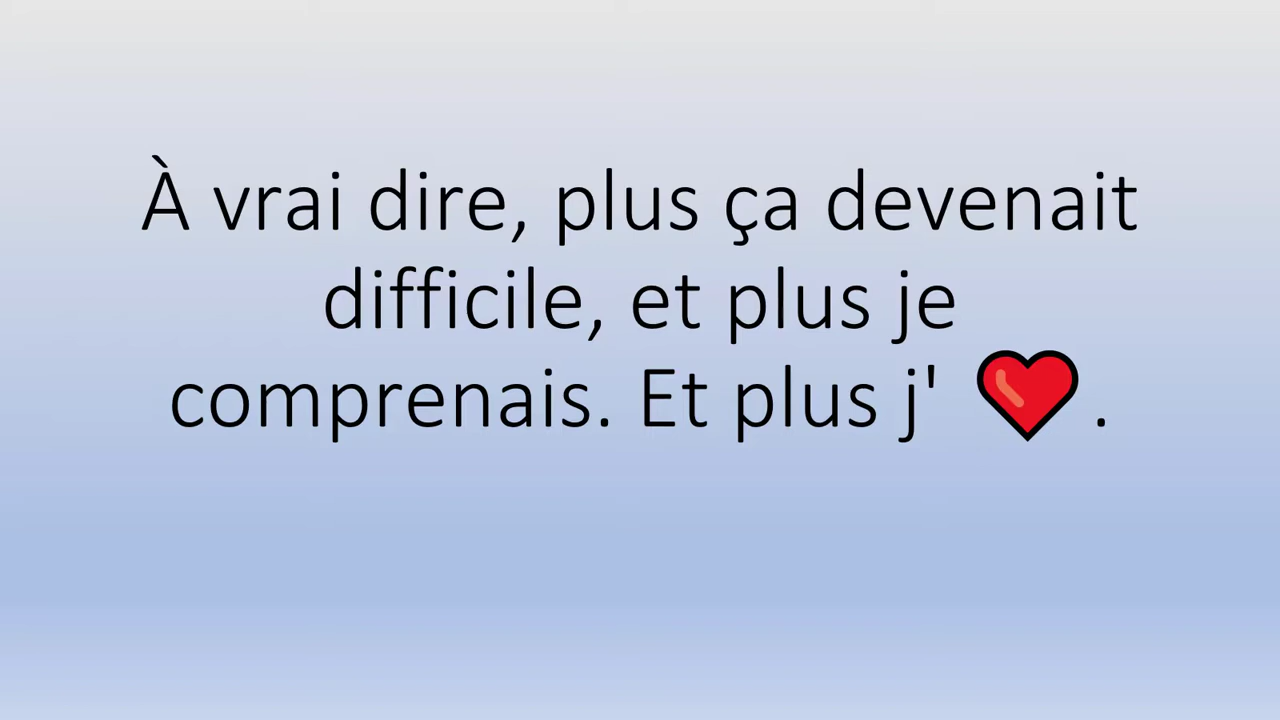 À vrai dire, plus ça devenait
difficile, et plus je
comprenais. Et plus j' ❤️.